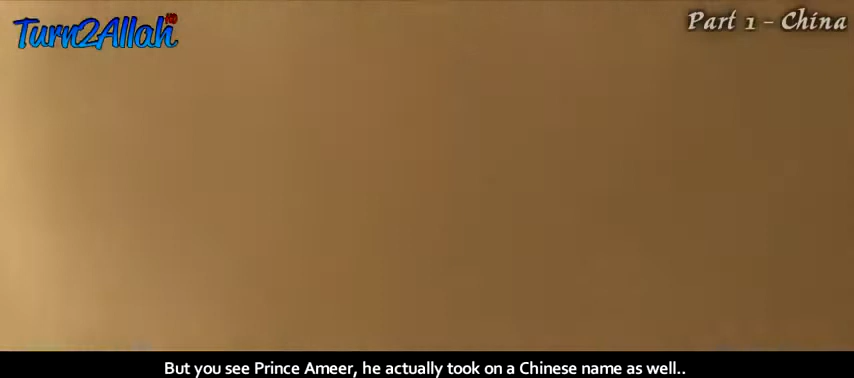 Turn2Allah
Part 1 - China
But you see Prince Ameer, he actually took on a Chinese name as well..